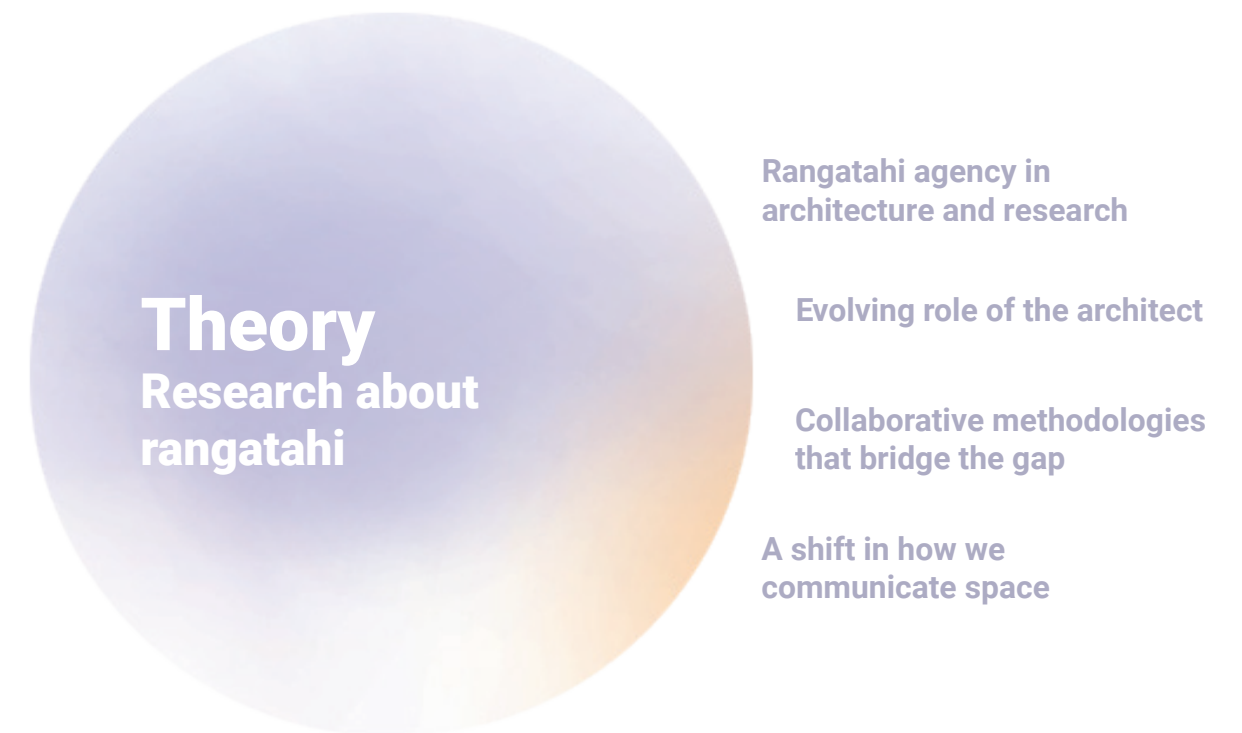 Theory
Research about
rangatahi
Rangatahi agency in
architecture and research
Evolving role of the architect
Collaborative methodologies
that bridge the gap
A shift in how we
communicate space